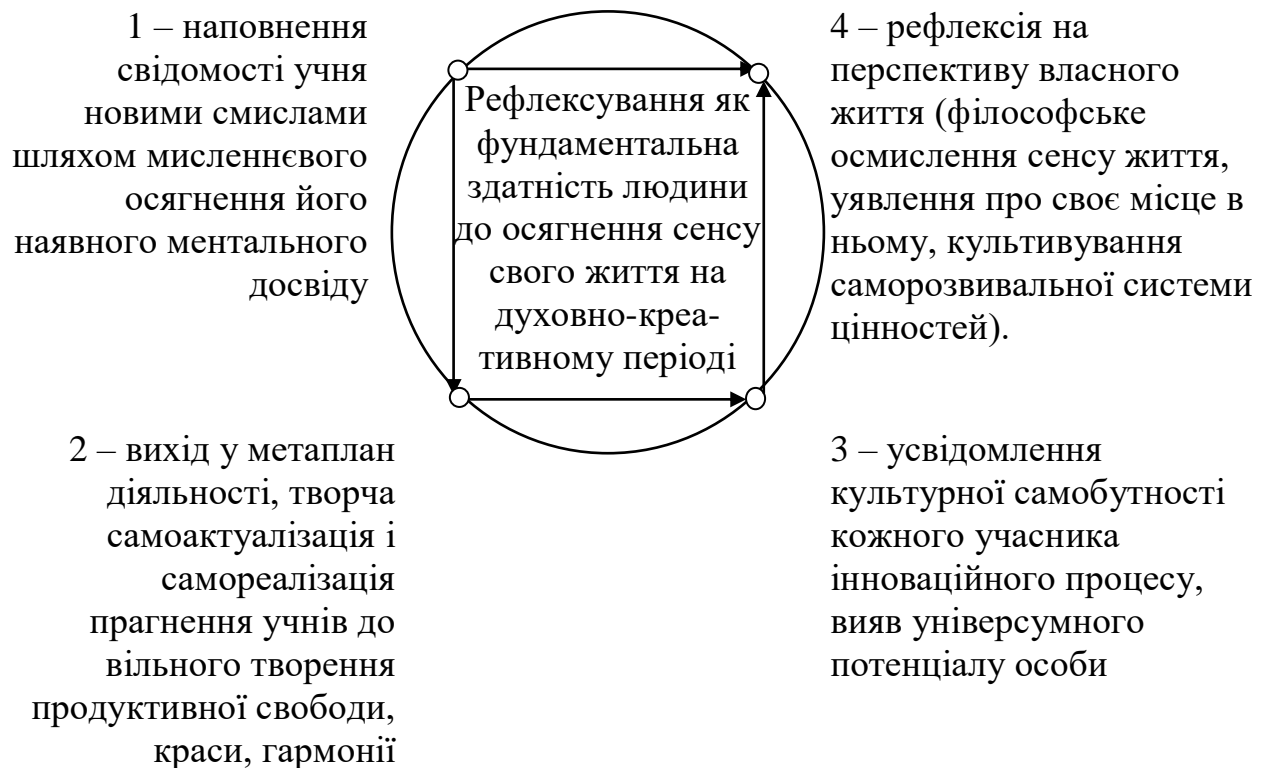 1 – наповнення
свідомості учня
новими смислами
шляхом мисленнєвого
осягнення його
наявного ментального
досвіду
Рефлексування як
фундаментальна
здатність людини
до осягнення сенсу
свого життя на
духовно-креа-
тивному періоді
4 – рефлексія на
перспективу власного
життя (філософське
осмислення сенсу життя,
уявлення про своє місце в
ньому, культивування
саморозвивальної системи
цінностей).
2 – вихід у метаплан
діяльності, творча
самоактуалізація і
самореалізація
прагнення учнів до
вільного творення
продуктивної свободи,
краси, гармонії
3 – усвідомлення
культурної самобутності
кожного учасника
інноваційного процесу,
вияв універсумного
потенціалу особи